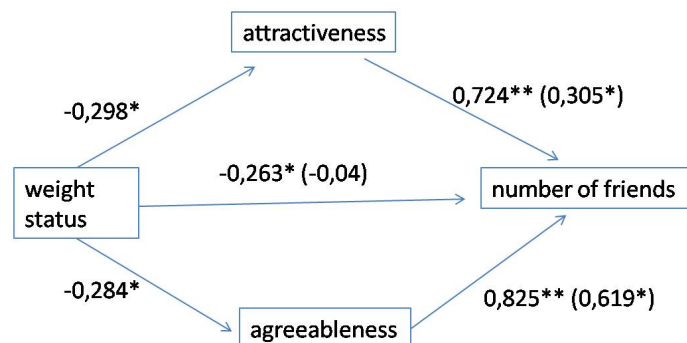 attractiveness
-0,298*
0,724** (0,305*)
-0,263* (-0,04)
weight
status
number of friends
-0,284*
0,825** (0,619*)
agreeableness